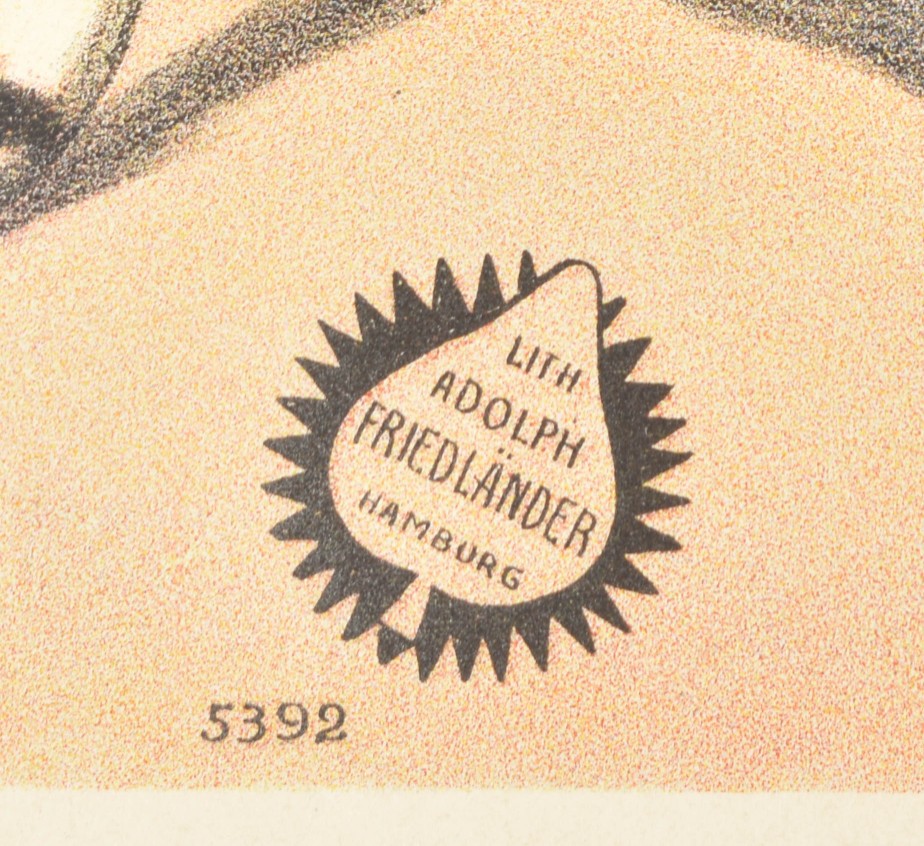 LITH
ADOLPH
FRIEDLÄNDER
HAMBURG
5392